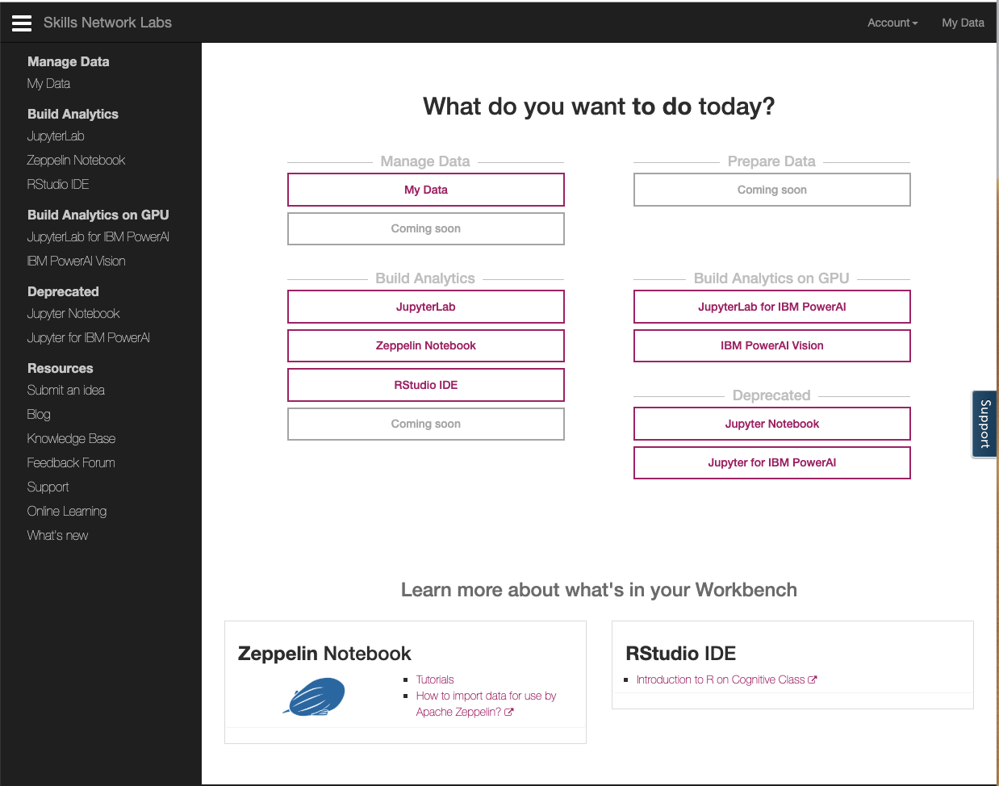 Skills Network Labs
Account
My Data
Manage Data
My Data
Build Analytics
JupyterLab
Zeppelin Notebook
RStudio IDE
Build Analytics on GPU
JupyterLab for IBM PowerAI
IBM PowerAI Vision
Deprecated
Jupyter Notebook
Jupyter for IBM PowerAI
Resources
Submit an idea
Blog
Knowledge Base
Feedback Forum
Support
Online Learning
What's new
What do you want to do today?
Manage Data
My Data
Coming soon
Prepare Data
Coming soon
Build Analytics
JupyterLab
Zeppelin Notebook
RStudio IDE
Coming soon
Build Analytics on GPU
JupyterLab for IBM PowerAI
IBM PowerAI Vision
Deprecated
Jupyter Notebook
Jupyter for IBM PowerAI
Support
Learn more about what's in your Workbench
Zeppelin Notebook
Tutorials
How to import data for use by
Apache Zeppelin?
RStudio IDE
Introduction to R on Cognitive Class